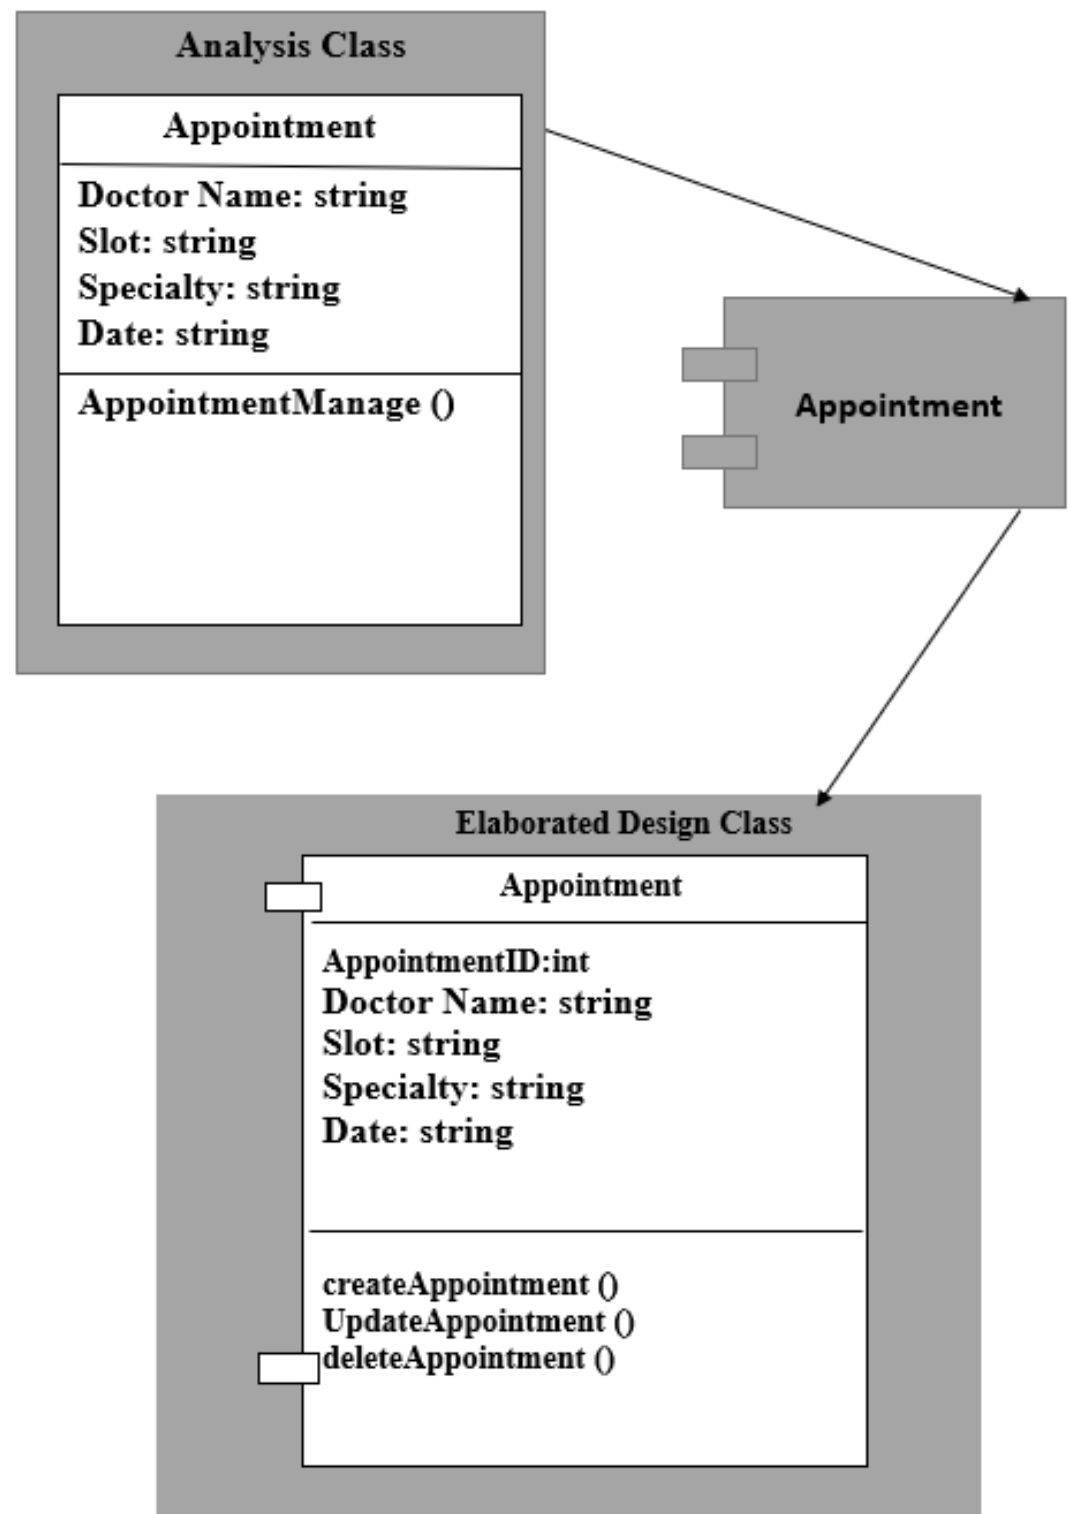 Analysis Class
Appointment
Doctor Name: string
Slot: string
Specialty: string
Date: string
AppointmentManage ()
Appointment
Elaborated Design Class
Appointment
AppointmentID:int
Doctor Name: string
Slot: string
Specialty: string
Date: string
createAppointment ()
UpdateAppointment ()
deleteAppointment ()